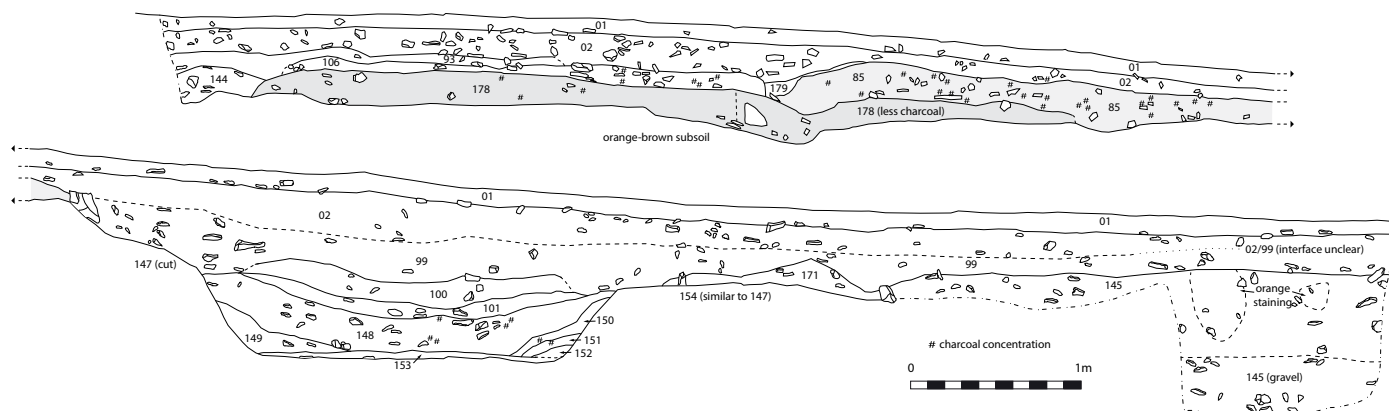 01
02
93
106
144
178
179
85
01
02
85
178 (less charcoal)
orange-brown subsoil
01
02
01
02/99 (interface unclear)
147 (cut)
99
99
171
145
orange
staining
100
154 (similar to 147)
101
150
148
151
149
152
153
# charcoal concentration
0 1m
145 (gravel)